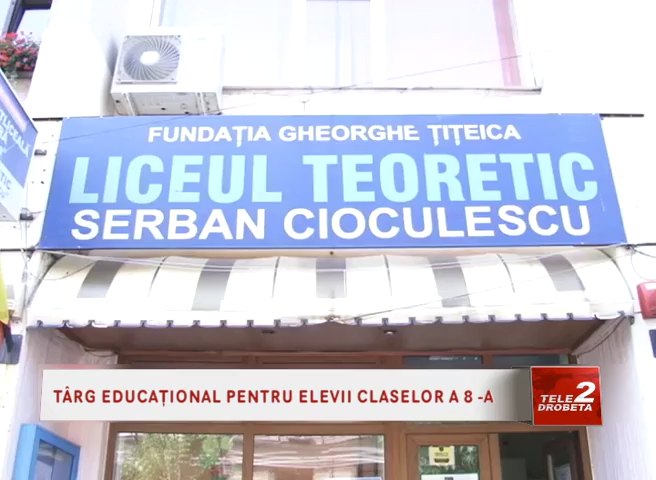 FUNDAȚIA GHEORGHE ȚIȚEICA
LICEUL TEORETIC
SERBAN CIOCULESCU
TÂRG EDUCAȚIONAL PENTRU ELEVII CLASELOR A 8 -A
TELE 2
DROBETA